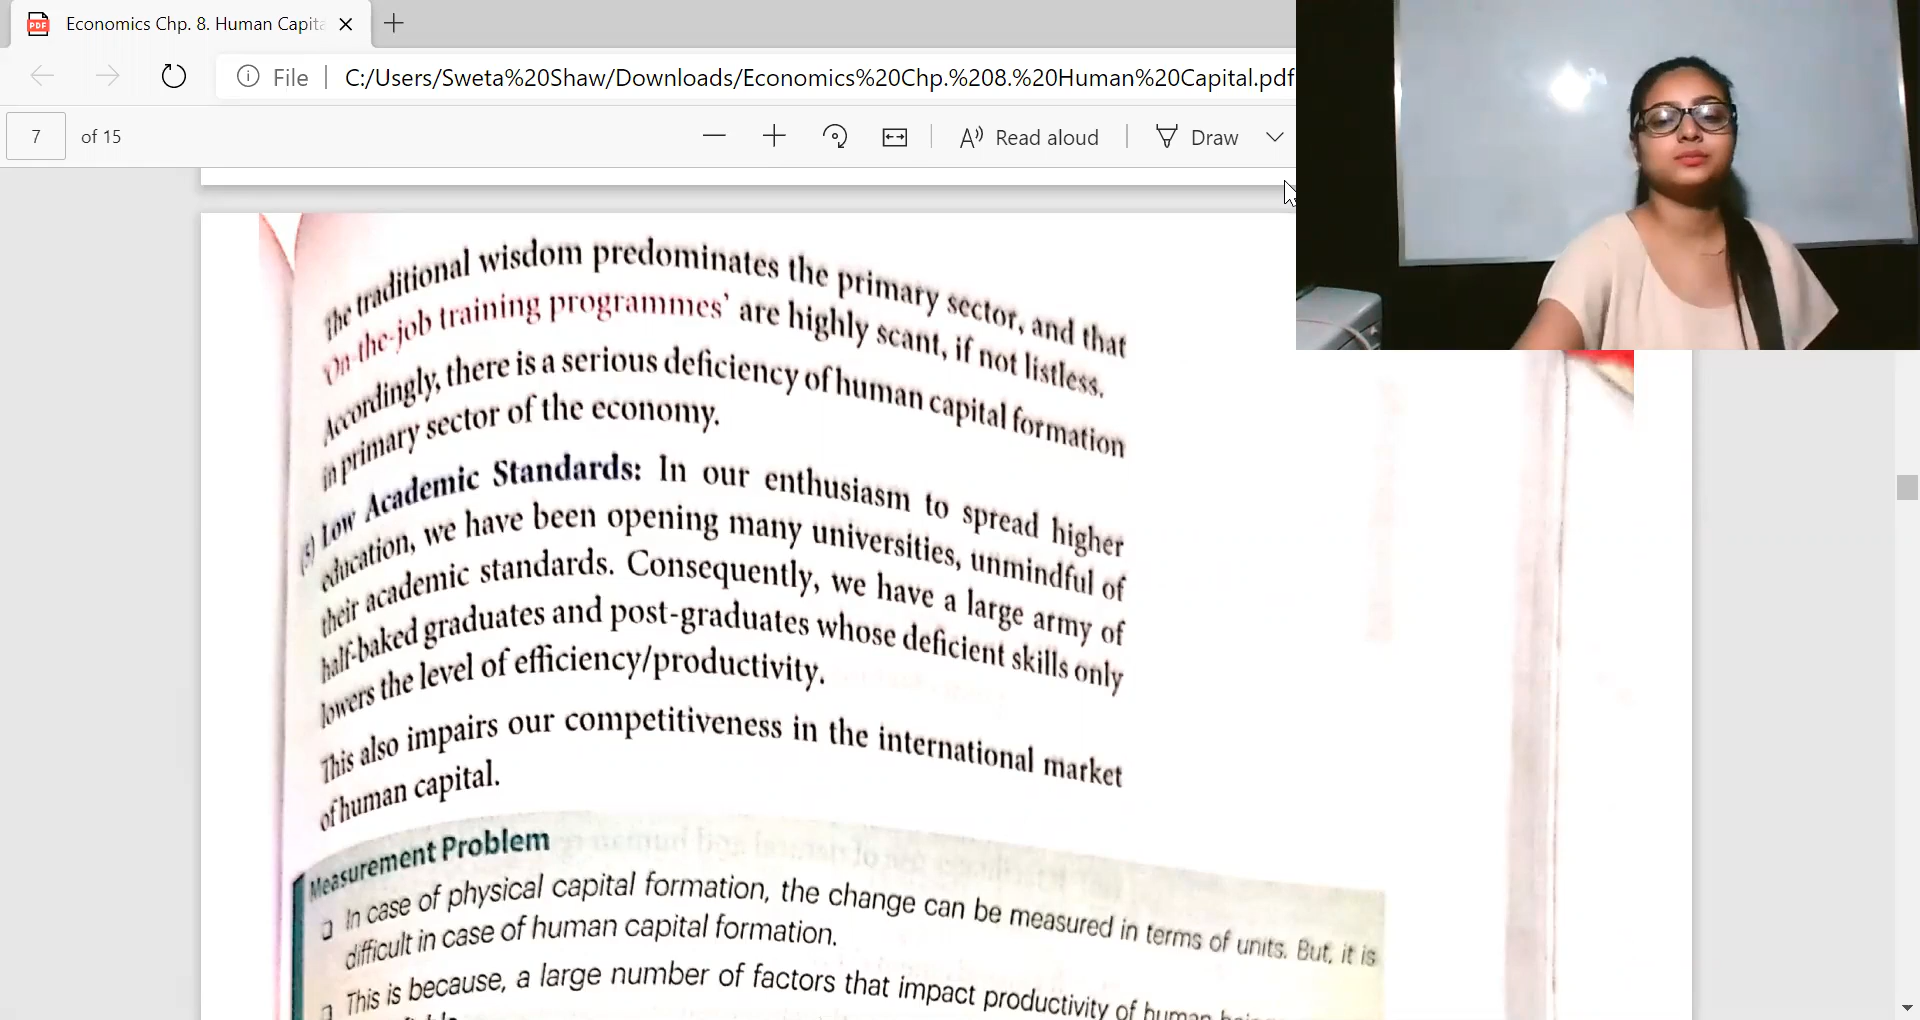 Economics Chp. 8. Human Capita
File
C:/Users/Sweta%20Shaw/Downloads/Economics%20Chp.%208.%20Human%20Capital.pdf
7 of 15
Read aloud
Draw
The traditional wisdom predominates the primary sector, and that
'On-the-job training programmes' are highly scant, if not listless.
Accordingly, there is a serious deficiency of human capital formation
in primary sector of the economy.
(5) Low Academic Standards: In our enthusiasm to spread higher
education, we have been opening many universities, unmindful of
their academic standards. Consequently, we have a large army of
half-baked graduates and post-graduates whose deficient skills only
lowers the level of efficiency/productivity.
This also impairs our competitiveness in the international market
of human capital.
Measurement Problem
In case of physical capital formation, the change can be measured in terms of units. But, it is
difficult in case of human capital formation.
This is because, a large number of factors that impact productivity of human